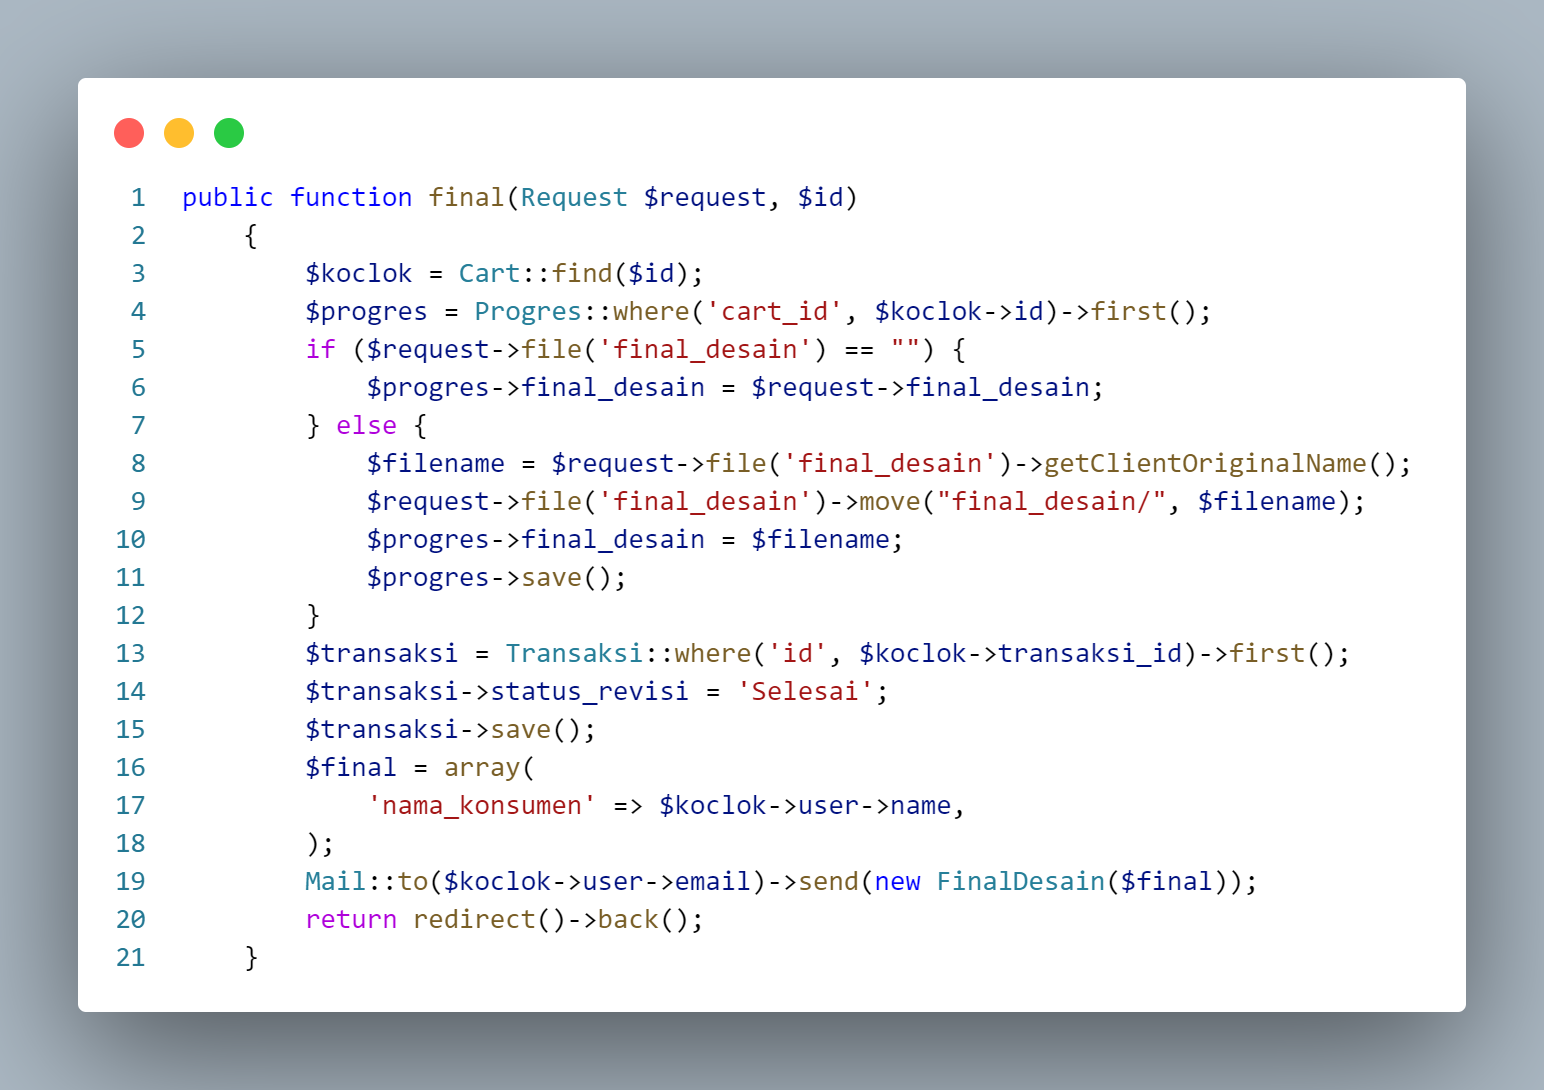 1 public function final(Request $request, $id)
2 {
3 $koclok = Cart::find($id);
4 $progres = Progres::where('cart_id', $koclok->id)->first();
5 if ($request->file('final_desain') == "") {
6 $progres->final_desain = $request->final_desain;
7 } else {
8 $filename = $request->file('final_desain')->getClientOriginalName();
9 $request->file('final_desain')->move("final_desain/", $filename);
10 $progres->final_desain = $filename;
11 $progres->save();
12 }
13 $transaksi = Transaksi::where('id', $koclok->transaksi_id)->first();
14 $transaksi->status_revisi = 'Selesai';
15 $transaksi->save();
16 $final = array(
17 'nama_konsumen' => $koclok->user->name,
18 );
19 Mail::to($koclok->user->email)->send(new FinalDesain($final));
20 return redirect()->back();
21 }